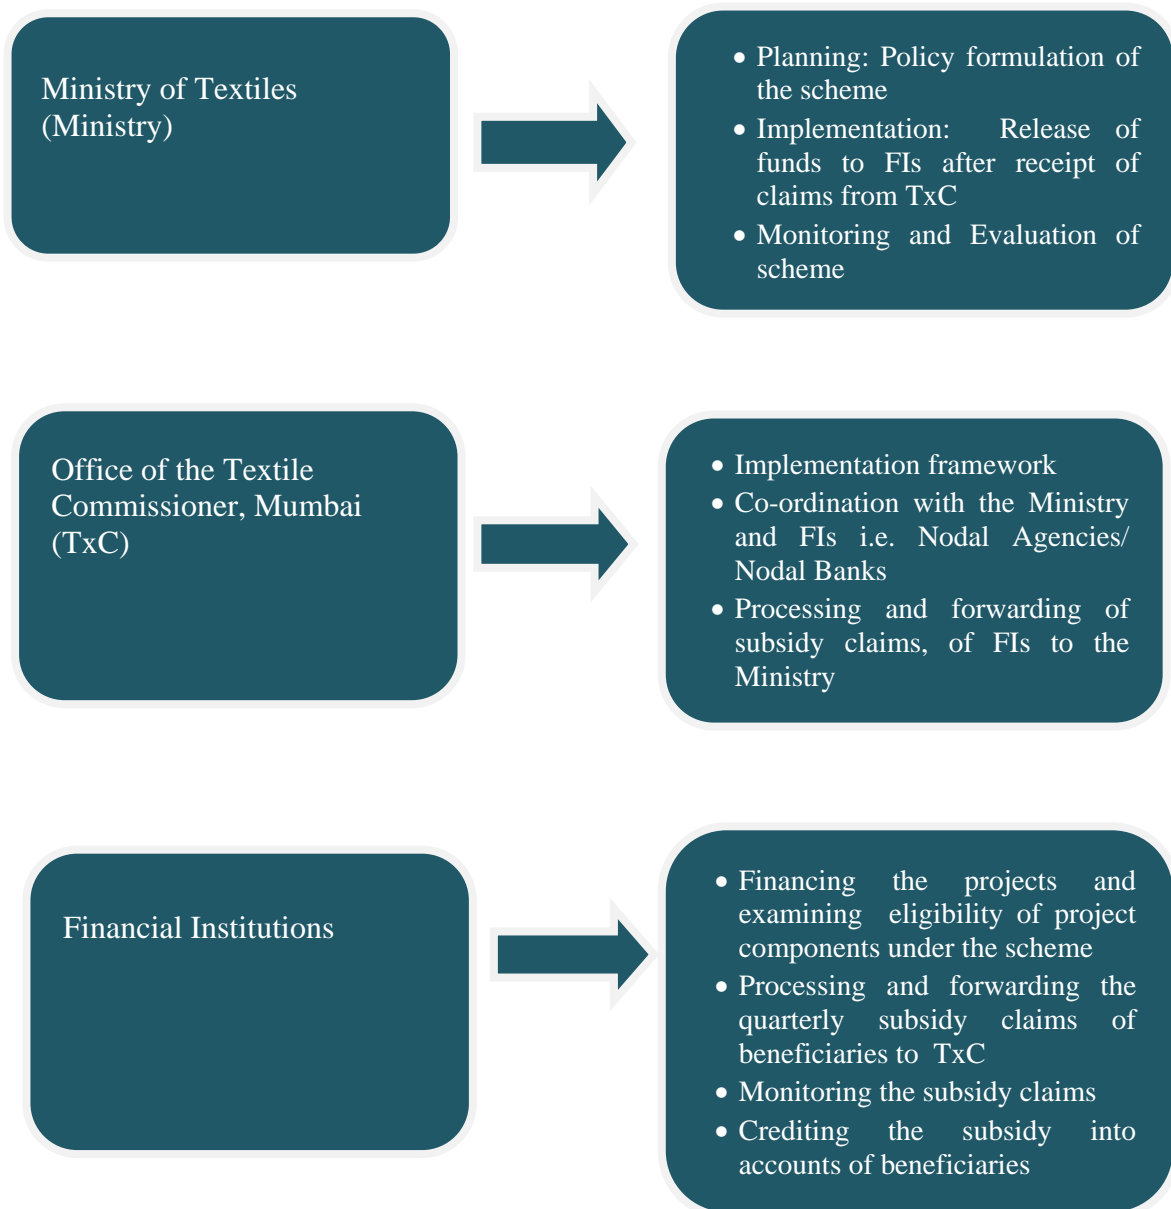 Ministry of Textiles
(Ministry)
• Planning: Policy formulation of
the scheme
• Implementation: Release of
funds to FIs after receipt of
claims from TxC
• Monitoring and Evaluation of
scheme
Office of the Textile
Commissioner, Mumbai
(TxC)
• Implementation framework
• Co-ordination with the Ministry
and FIs i.e. Nodal Agencies/
Nodal Banks
• Processing and forwarding of
subsidy claims, of FIs to the
Ministry
Financial Institutions
• Financing the projects and
examining eligibility of project
components under the scheme
• Processing and forwarding the
quarterly subsidy claims of
beneficiaries to TxC
• Monitoring the subsidy claims
• Crediting the subsidy into
accounts of beneficiaries